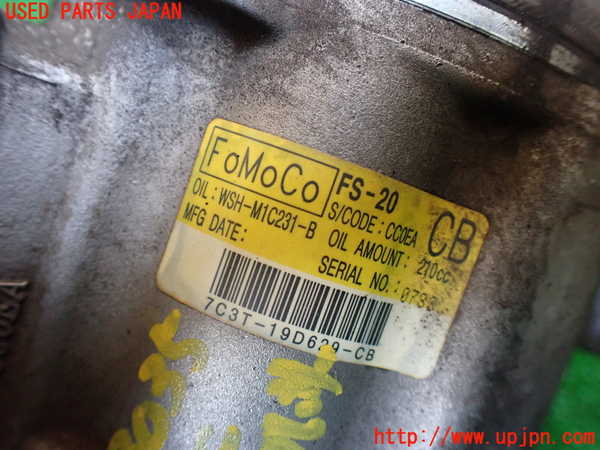 USED PARTS JAPAN
FoMoCo
FS-20
CB
S/CODE: CC0EA
OIL: WSH-M1C231-B
OIL AMOUNT: 210cc
MFG DATE:
SERIAL NO.: 073
7C3T-19D629-CB
http://www.upjpn.com/